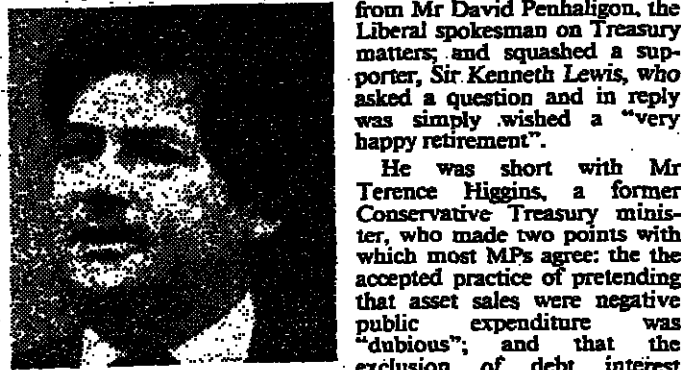 from Mr David Penhaligon, the
Liberal spokesman on Treasury
matters; and squashed a sup-
porter, Sir Kenneth Lewis, who
asked a question and in reply
was simply wished a “very
happy retirement”.
He was short with Mr
Terence Higgins, a former
Conservative Treasury minis-
ter, who made two points with
which most MPs agree: the the
accepted practice of pretending
that asset sales were negative
public expenditure was
“dubious”; and that the
exclusion of debt interest